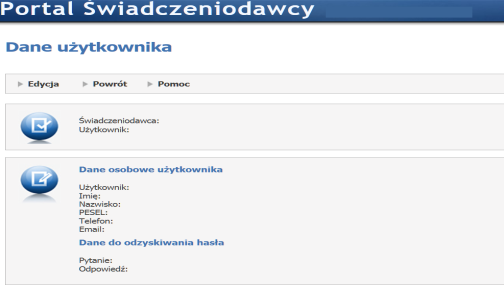 Portal Świadczeniodawcy
Dane użytkownika
Edycja Powrót Pomoc
Świadczeniodawca:
Użytkownik:
Dane osobowe użytkownika
Użytkownik:
Imię:
Nazwisko:
PESEL:
Telefon:
Email:
Dane do odzyskiwania hasła
Pytanie:
Odpowiedź: